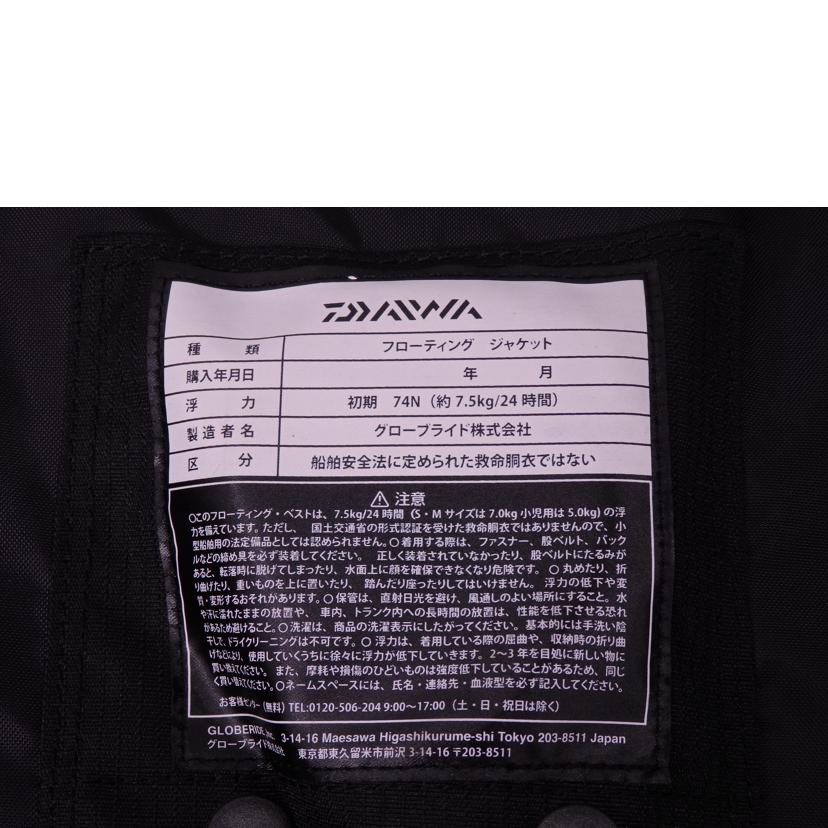 DAIWA
種 類 フローティング ジャケット
購入年月日 年 月
浮 力 初期 74N（約7.5kg/24時間）
製造者名 グローブライド株式会社
区 分 船舶安全法に定められた救命胴衣ではない
⚠ 注意
○このフローティング・ベストは、7.5kg/24時間（S・Mサイズは7.0kg 小児用は5.0kg）の浮
力を備えています。ただし、 国土交通省の形式認証を受けた救命胴衣ではありませんので、小
型船舶用の法定備品としては認められません。○着用する際は、ファスナー、股ベルト、バック
ルなどの締め具を必ず装着してください。 正しく装着されていなかったり、股ベルトにたるみが
あると、転落時に脱げてしまったり、水面上に顔を確保できなくなり危険です。○丸めたり、折
り曲げたり、重いものを上に置いたり、 踏んだり座ったりしてはいけません。 浮力の低下や変
質・変形するおそれがあります。○保管は、直射日光を避け、風通しのよい場所にすること。水
や汗に濡れたままの放置や、 車内、トランク内への長時間の放置は、性能を低下させる恐れ
があるため避けること。○洗濯は、商品の洗濯表示にしたがってください。基本的には手洗い陰
干しで、ドライクリーニングは不可です。○浮力は、着用している際の屈曲や、収納時の折り曲
げなどにより、使用していくうちに徐々に浮力が低下していきます。2〜3年を目処に新しい物に
買い替えてください。また、摩耗や損傷のひどいものは強度低下していることがあるため、同じ
く買い替えてください。○ネームスペースには、氏名・連絡先・血液型を必ず記入してください。
お客様センター（無料）TEL:0120-506-204 9:00〜17:00（土・日・祝日は除く）
GLOBERIDE, Inc. 3-14-16 Maesawa Higashikurume-shi Tokyo 203-8511 Japan
グローブライド株式会社 東京都東久留米市前沢3-14-16 〒203-8511